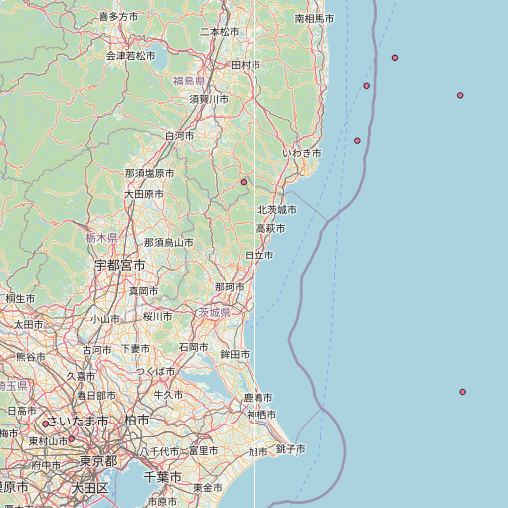 南相馬市
喜多方市
二本松市
会津若松市
田村市
福島県
須賀川市
白河市
いわき市
那須塩原市
大田原市
北茨城市
高萩市
栃木県
那須烏山市
日立市
宇都宮市
那珂市
真岡市
桐生市
茨城県
桜川市
小山市
太田市
石岡市
下妻市
古河市
鉾田市
熊谷市
つくば市
久喜市
埼玉県
春日部市
牛久市
鹿嶋市
日高市
神栖市
さいたま市
柏市
梅市
東村山市
銚子市
八千代市
富里市
旭市
東京都
府中市
千葉市
模原市
大田区
東金市
市原市